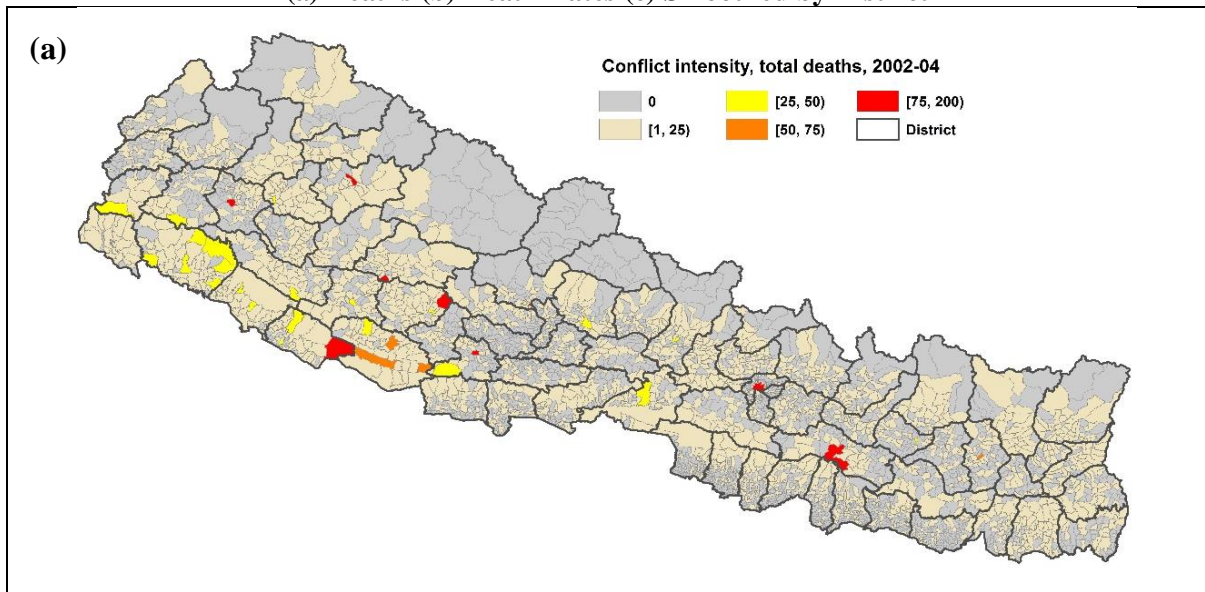 (a)
Conflict intensity, total deaths, 2002-04
0 [25, 50) [75, 200)
[1, 25) [50, 75) District